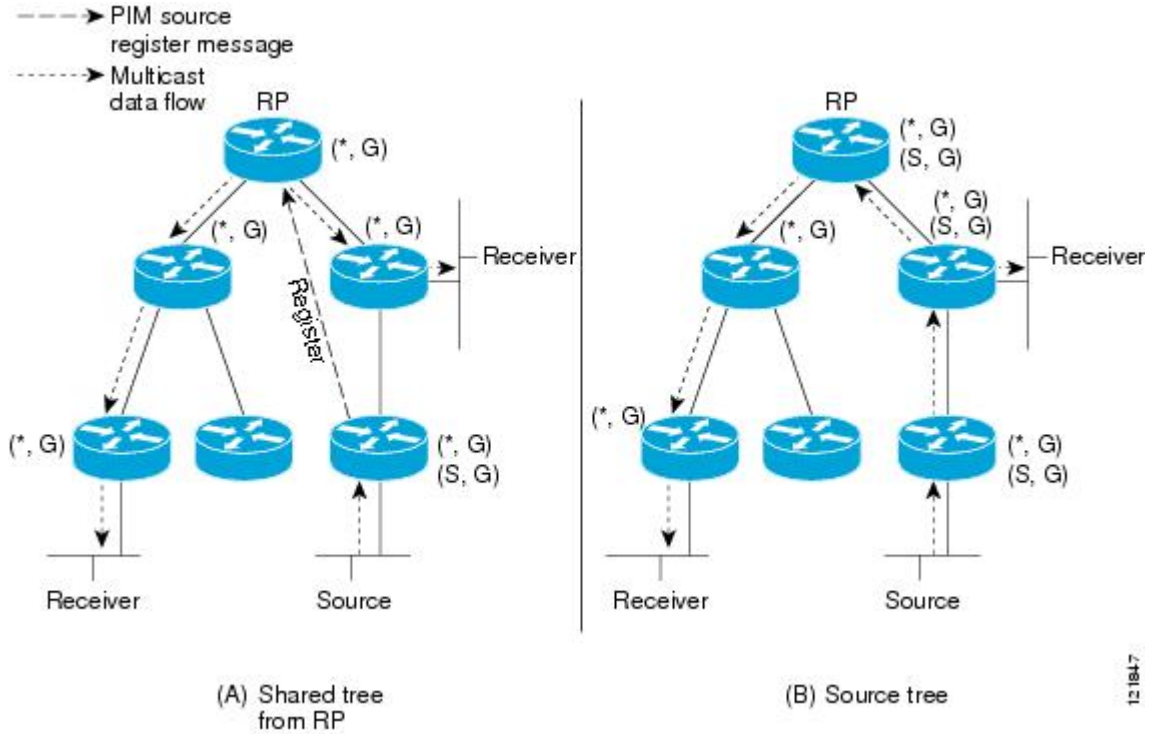 PIM source
register message
Multicast
data flow
RP
(*, G)
(*, G)
(*, G)
Receiver
Register
(*, G)
(*, G)
(S, G)
Receiver
Source
(A) Shared tree
from RP
RP
(*, G)
(S, G)
(*, G)
(S, G)
(*, G)
Receiver
(*, G)
(*, G)
(S, G)
Receiver
Source
(B) Source tree
121847